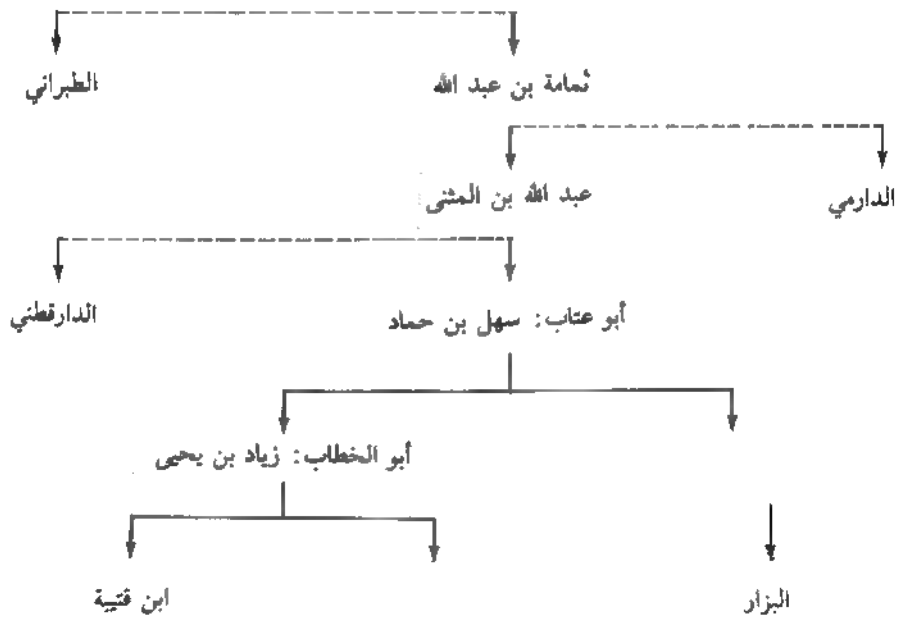 ثمامة بن عبد الله
الطبراني
الدارمي
عبد الله بن المثنى
الدارقطني
أبو عتاب: سهل بن حماد
أبو الخطاب: زياد بن يحيى
البزار
ابن قتيبة